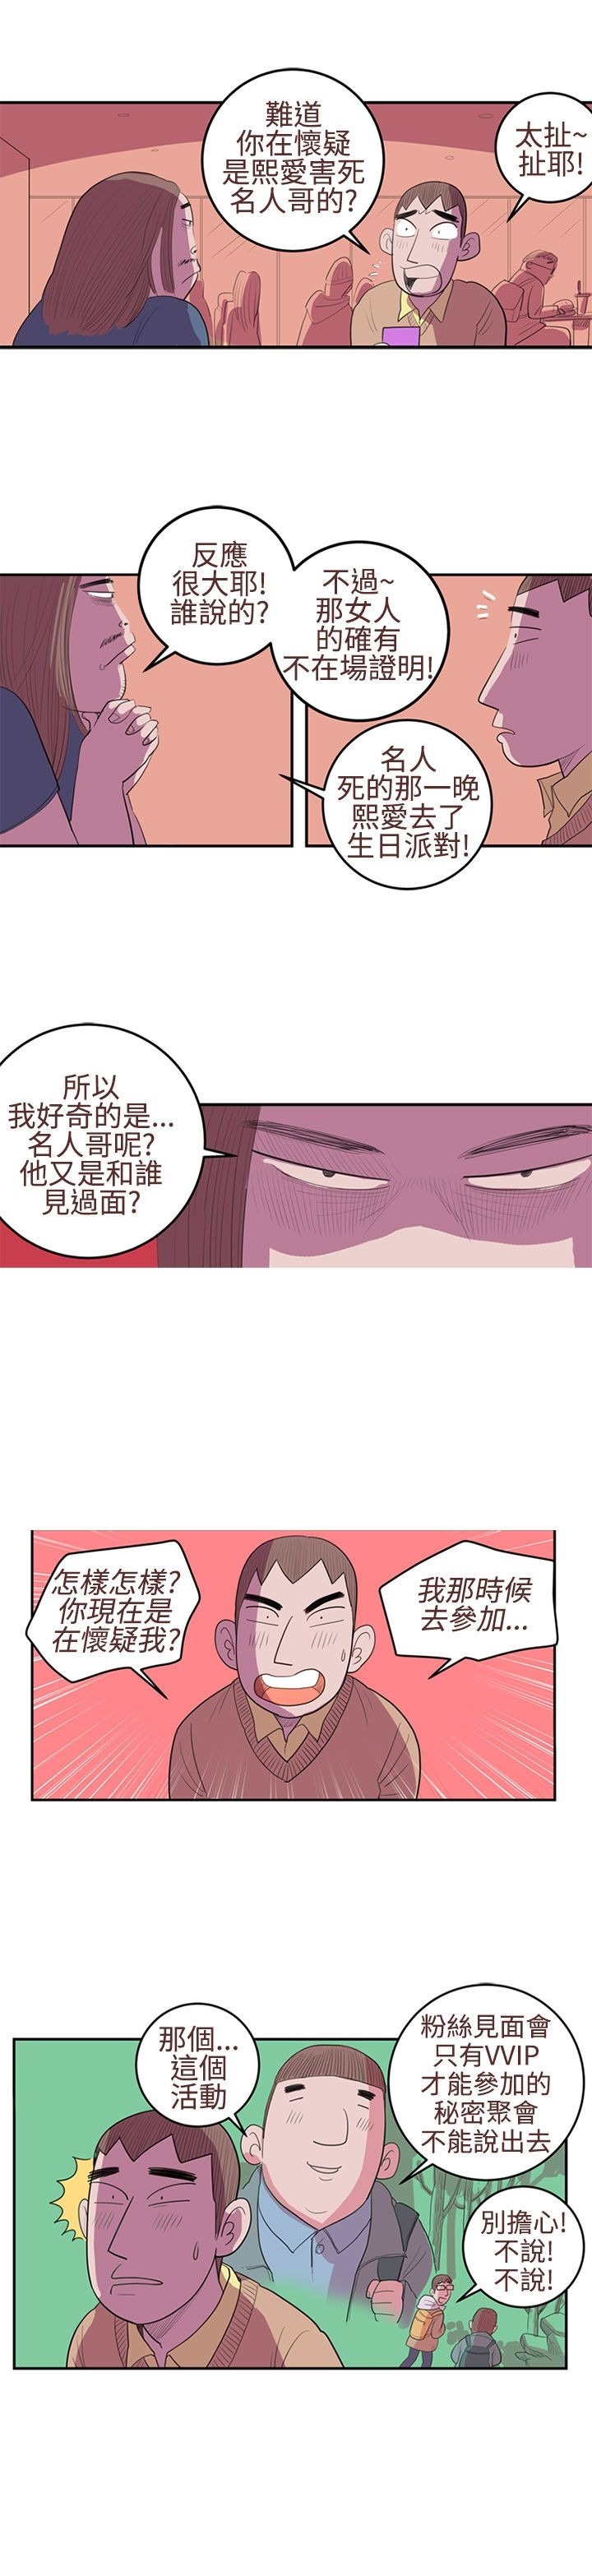 難道
你在懷疑
是熙愛害死
名人哥的?
太扯~
扯耶!
反應
很大耶!
誰說的?
不過~
那女人
的確有
不在場證明!
名人
死的那一晚
熙愛去了
生日派對!
所以
我好奇的是...
名人哥呢?
他又是和誰
見過面?
怎樣怎樣?
你現在是
在懷疑我?
我那時候
去參加...
那個...
這個
活動
粉絲見面會
只有VVIP
才能參加的
秘密聚會
不能說出去
別擔心!
不說!
不說!